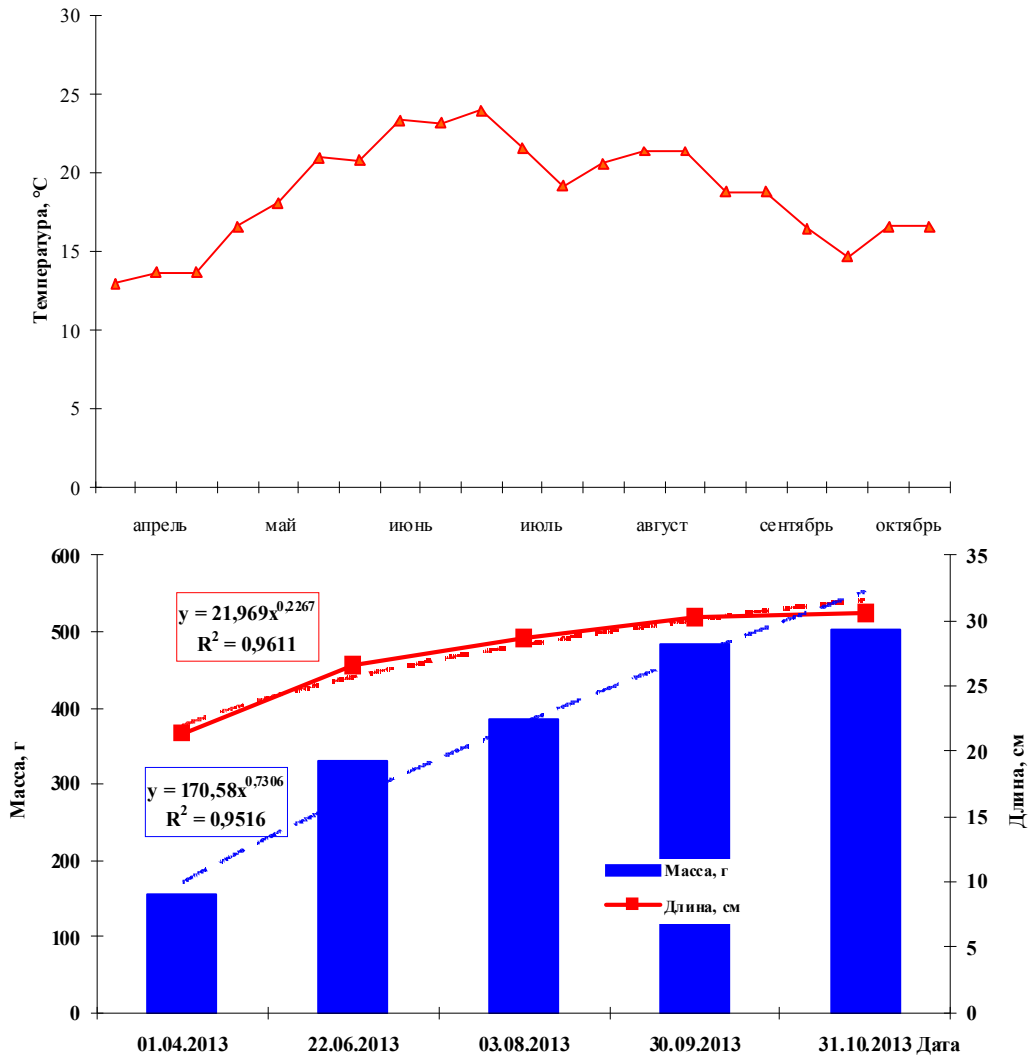 30
25
20
15
10
5
0
Температура, °C
апрель май июнь июль август сентябрь октябрь
600
500
400
300
200
100
0
Масса, г
35
30
25
20
15
10
5
0
Длина, см
y = 21,969x^0,2267
R² = 0,9611
y = 170,58x^0,7306
R² = 0,9516
Масса, г
Длина, см
01.04.2013 22.06.2013 03.08.2013 30.09.2013 31.10.2013 Дата